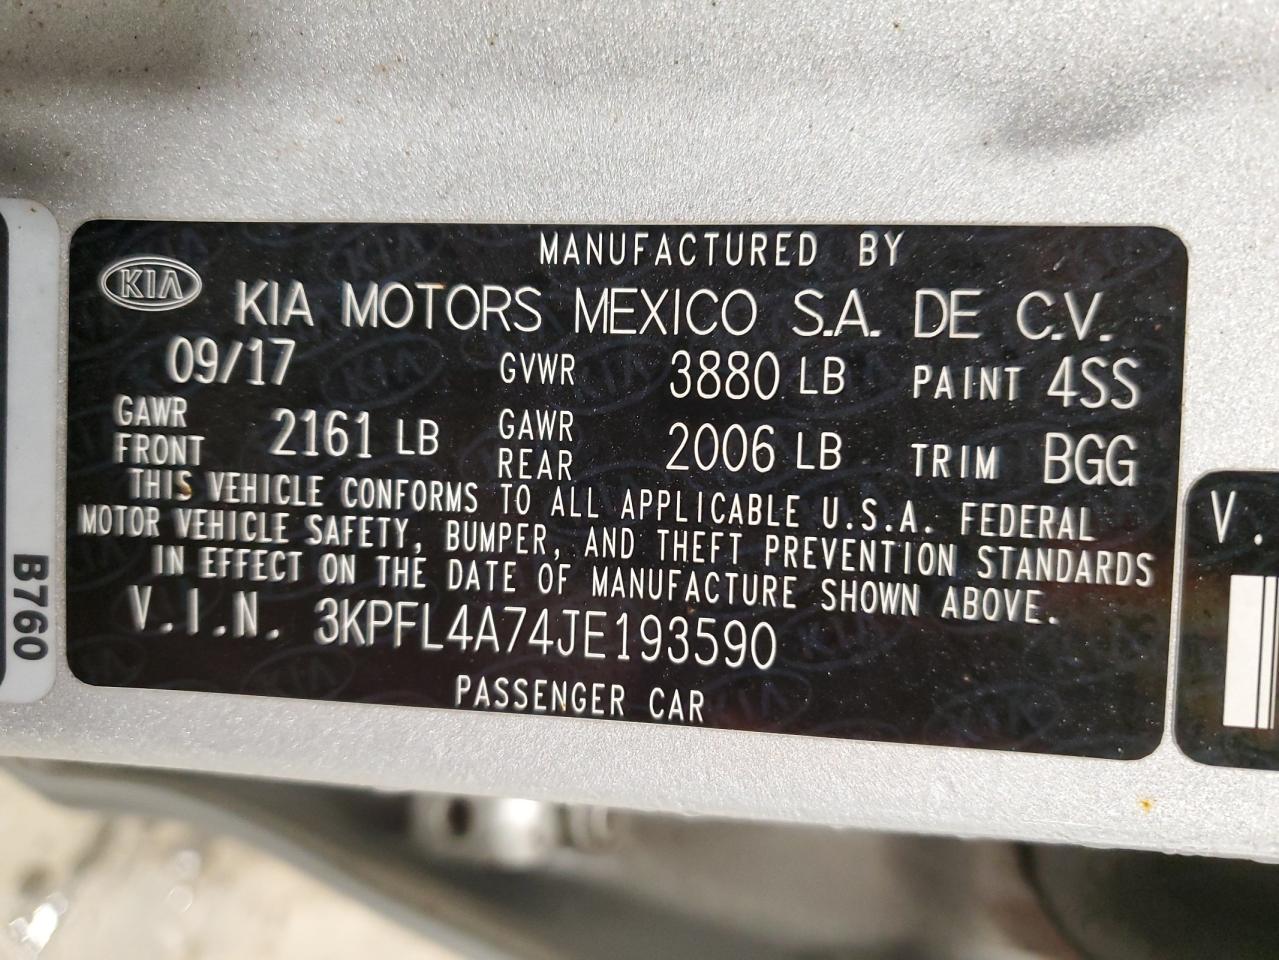 MANUFACTURED BY
KIA KIA MOTORS MEXICO S.A. DE C.V.
09/17 GVWR 3880 LB PAINT 4SS
GAWR FRONT 2161 LB GAWR REAR 2006 LB TRIM BGG
THIS VEHICLE CONFORMS TO ALL APPLICABLE U.S.A. FEDERAL
MOTOR VEHICLE SAFETY, BUMPER, AND THEFT PREVENTION STANDARDS
IN EFFECT ON THE DATE OF MANUFACTURE SHOWN ABOVE.
V.I.N. 3KPFL4A74JE193590
PASSENGER CAR
B760
V.